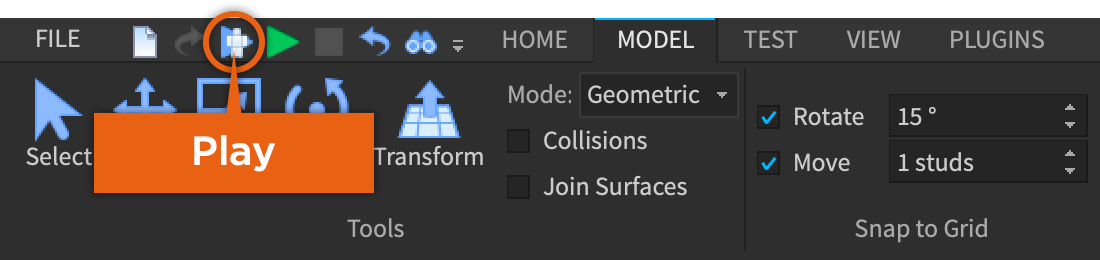 FILE
HOME
MODEL
TEST
VIEW
PLUGINS
Select
Play
Transform
Mode: Geometric
Collisions
Join Surfaces
Tools
Rotate 15 °
Move 1 studs
Snap to Grid